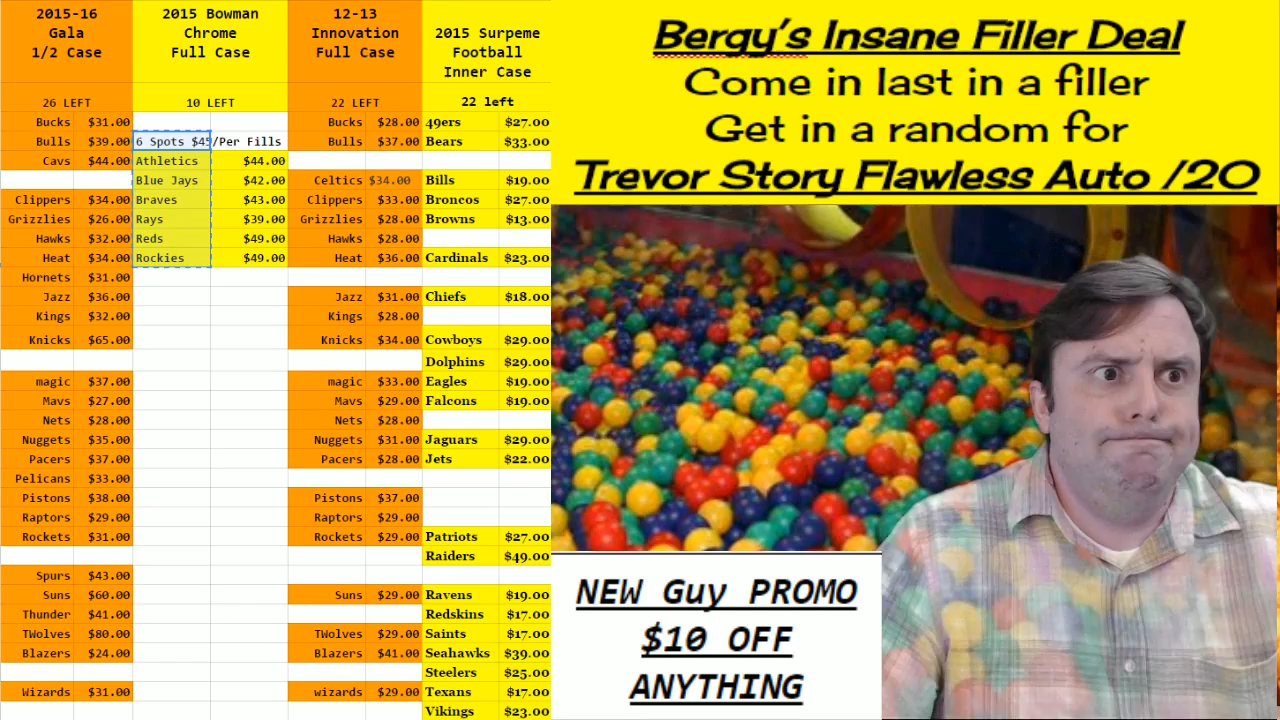 2015-16
Gala
1/2 Case
2015 Bowman
Chrome
Full Case
12-13
Innovation
Full Case
2015 Surpeme
Football
Inner Case
26 LEFT
10 LEFT
22 LEFT
22 left
Bucks $31.00 Bucks $28.00 49ers $27.00
Bulls $39.00 6 Spots $45/Per Fills Bulls $37.00 Bears $33.00
Cavs $44.00 Athletics $44.00
Blue Jays $42.00 Celtics $34.00 Bills $19.00
Clippers $34.00 Braves $43.00 Clippers $33.00 Broncos $27.00
Grizzlies $26.00 Rays $39.00 Grizzlies $28.00 Browns $13.00
Hawks $32.00 Reds $49.00 Hawks $28.00
Heat $34.00 Rockies $49.00 Heat $36.00 Cardinals $23.00
Hornets $31.00
Jazz $36.00 Jazz $31.00 Chiefs $18.00
Kings $32.00 Kings $28.00
Knicks $65.00 Knicks $34.00 Cowboys $29.00
Dolphins $29.00
magic $37.00 magic $33.00 Eagles $19.00
Mavs $27.00 Mavs $29.00 Falcons $19.00
Nets $28.00 Nets $28.00
Nuggets $35.00 Nuggets $31.00 Jaguars $29.00
Pacers $37.00 Pacers $28.00 Jets $22.00
Pelicans $33.00
Pistons $38.00 Pistons $37.00
Raptors $29.00 Raptors $29.00
Rockets $31.00 Rockets $29.00 Patriots $27.00
Raiders $49.00
Spurs $43.00
Suns $60.00 Suns $29.00 Ravens $19.00
Thunder $41.00 Redskins $17.00
TWolves $80.00 TWolves $29.00 Saints $17.00
Blazers $24.00 Blazers $41.00 Seahawks $39.00
Steelers $25.00
Wizards $31.00 wizards $29.00 Texans $17.00
Vikings $23.00
Bergy's Insane Filler Deal
Come in last in a filler
Get in a random for
Trevor Story Flawless Auto /20
NEW Guy PROMO
$10 OFF
ANYTHING